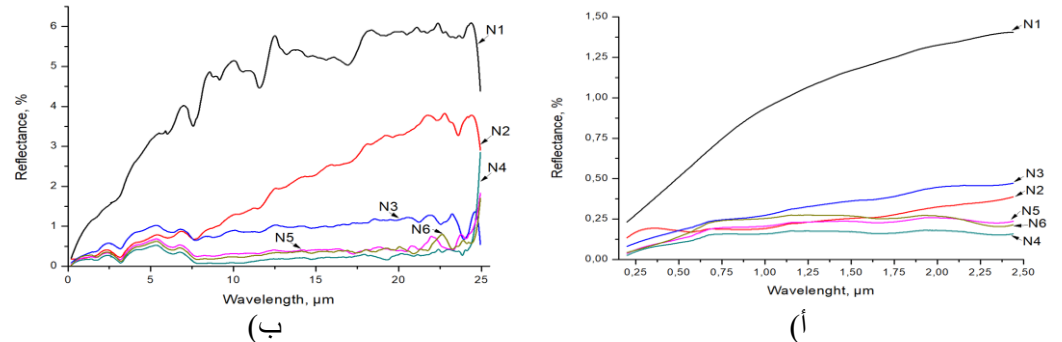 6
5
4
3
2
1
0
Reflectance, %
N1
N2
N4
N3
N5
N6
0 5 10 15 20 25
Wavelength, µm
ب)
1,50
1,25
1,00
0,75
0,50
0,25
0,00
Reflectance, %
N1
N3
N2
N5
N6
N4
0,25 0,50 0,75 1,00 1,25 1,50 1,75 2,00 2,25 2,50
Wavelenght, mm
أ)